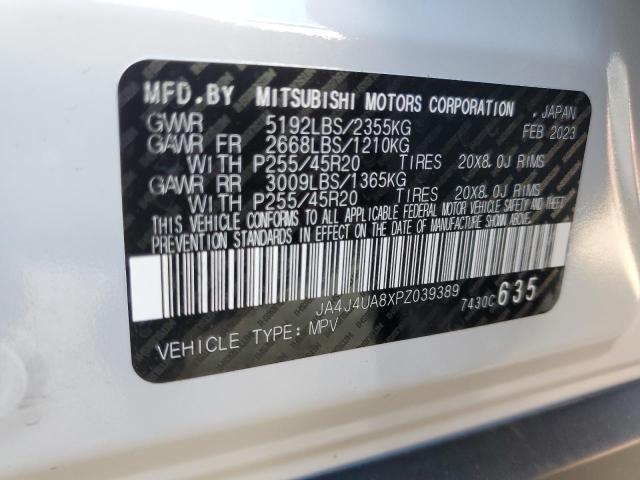 MFD.BY MITSUBISHI MOTORS CORPORATION, JAPAN
GVWR 5192LBS/2355KG FEB 2023
GAWR FR 2668LBS/1210KG
WITH P255/45R20 TIRES 20X8.0J RIMS
GAWR RR 3009LBS/1365KG
WITH P255/45R20 TIRES 20X8.0J RIMS
THIS VEHICLE CONFORMS TO ALL APPLICABLE FEDERAL MOTOR VEHICLE SAFETY AND THEFT
PREVENTION STANDARDS IN EFFECT ON THE DATE OF MANUFACTURE SHOWN ABOVE.
JA4J4UA8XPZ039389 7430C635
VEHICLE TYPE: MPV